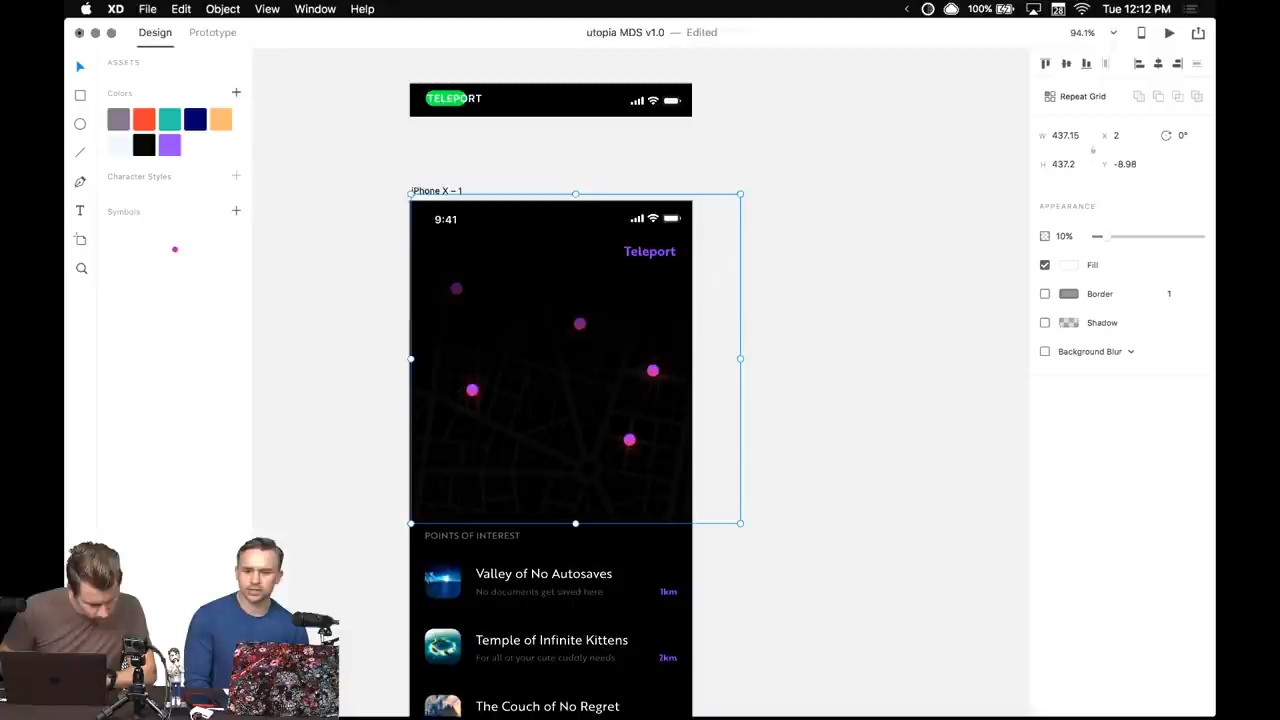 XD File Edit Object View Window Help
100% 28 Tue 12:12 PM
Design Prototype
utopia MDS v1.0 — Edited
94.1%
ASSETS
Colors
Character Styles
Symbols
TELEPORT
iPhone X – 1
9:41
Teleport
POINTS OF INTEREST
Valley of No Autosaves
No documents get saved here 1km
Temple of Infinite Kittens
For all of your cute cuddly needs 2km
The Couch of No Regret
Repeat Grid
W 437.15 X 2 0°
H 437.2 Y -8.98
APPEARANCE
10%
Fill
Border 1
Shadow
Background Blur